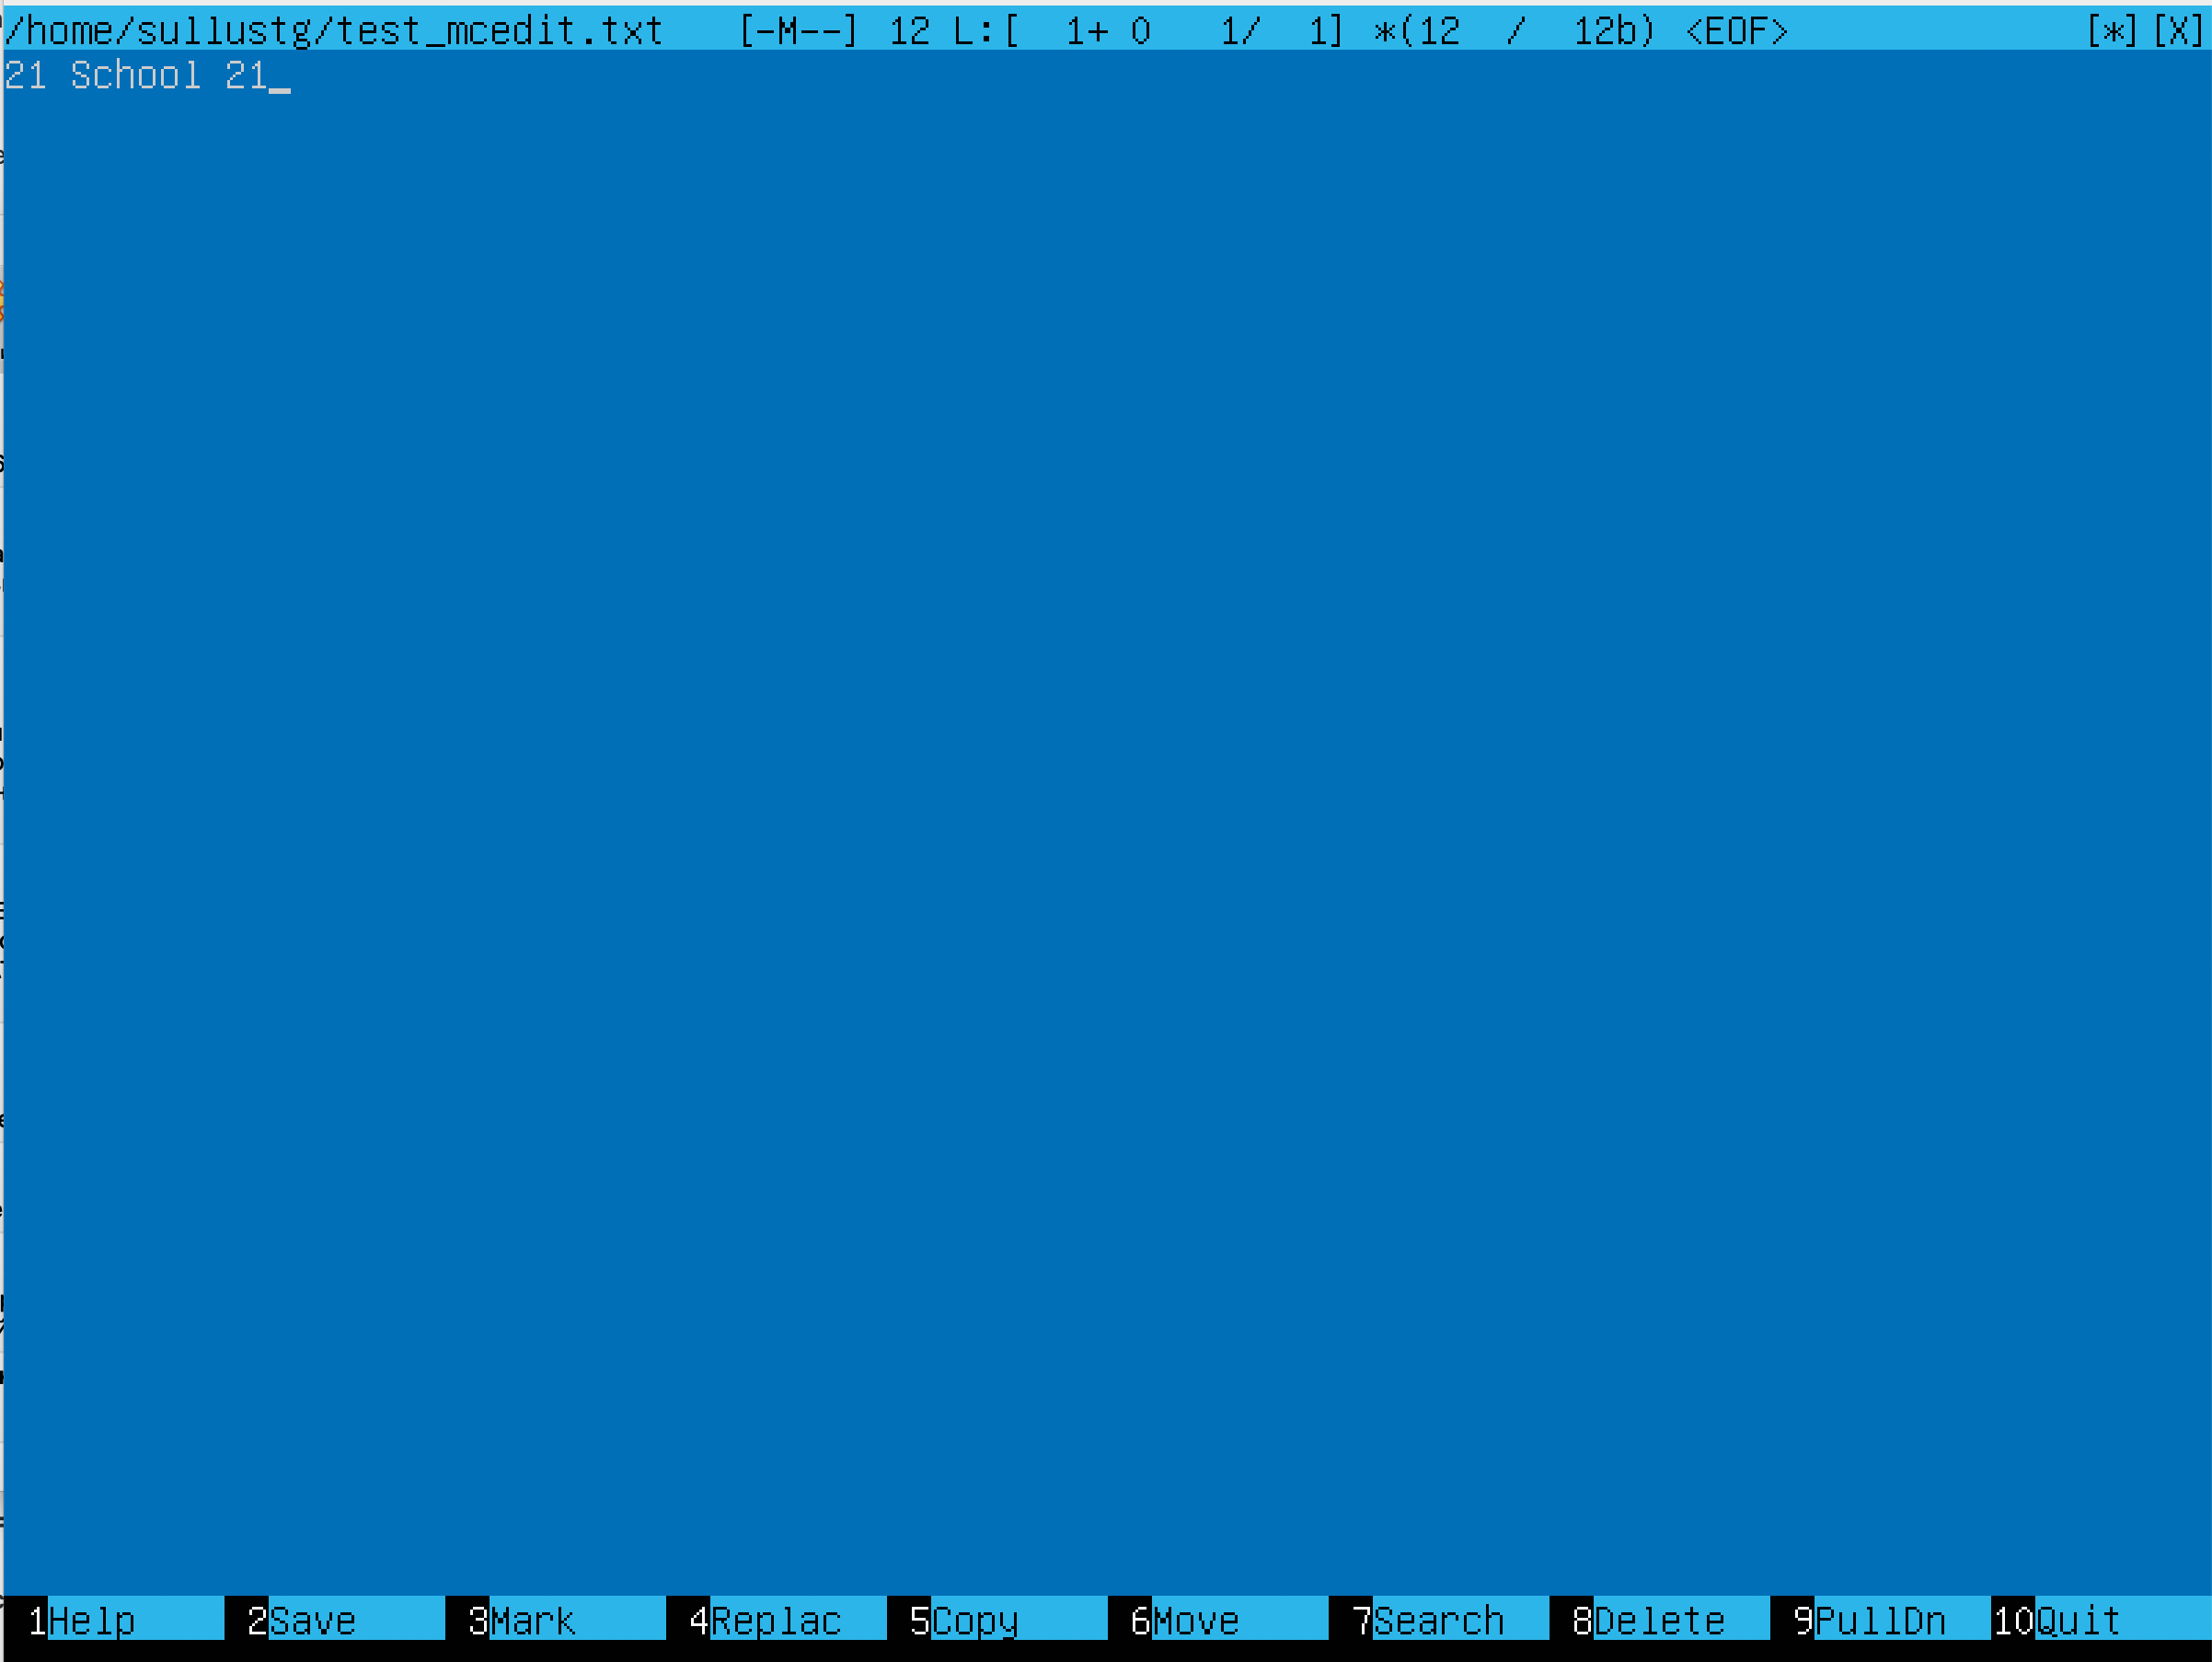 /home/sullustg/test_mcedit.txt [-M--] 12 L:[ 1+ 0 1/ 1] *(12 / 12b) <EOF> [*][X]
21 School 21_
1Help 2Save 3Mark 4Replac 5Copy 6Move 7Search 8Delete 9PullDn 10Quit